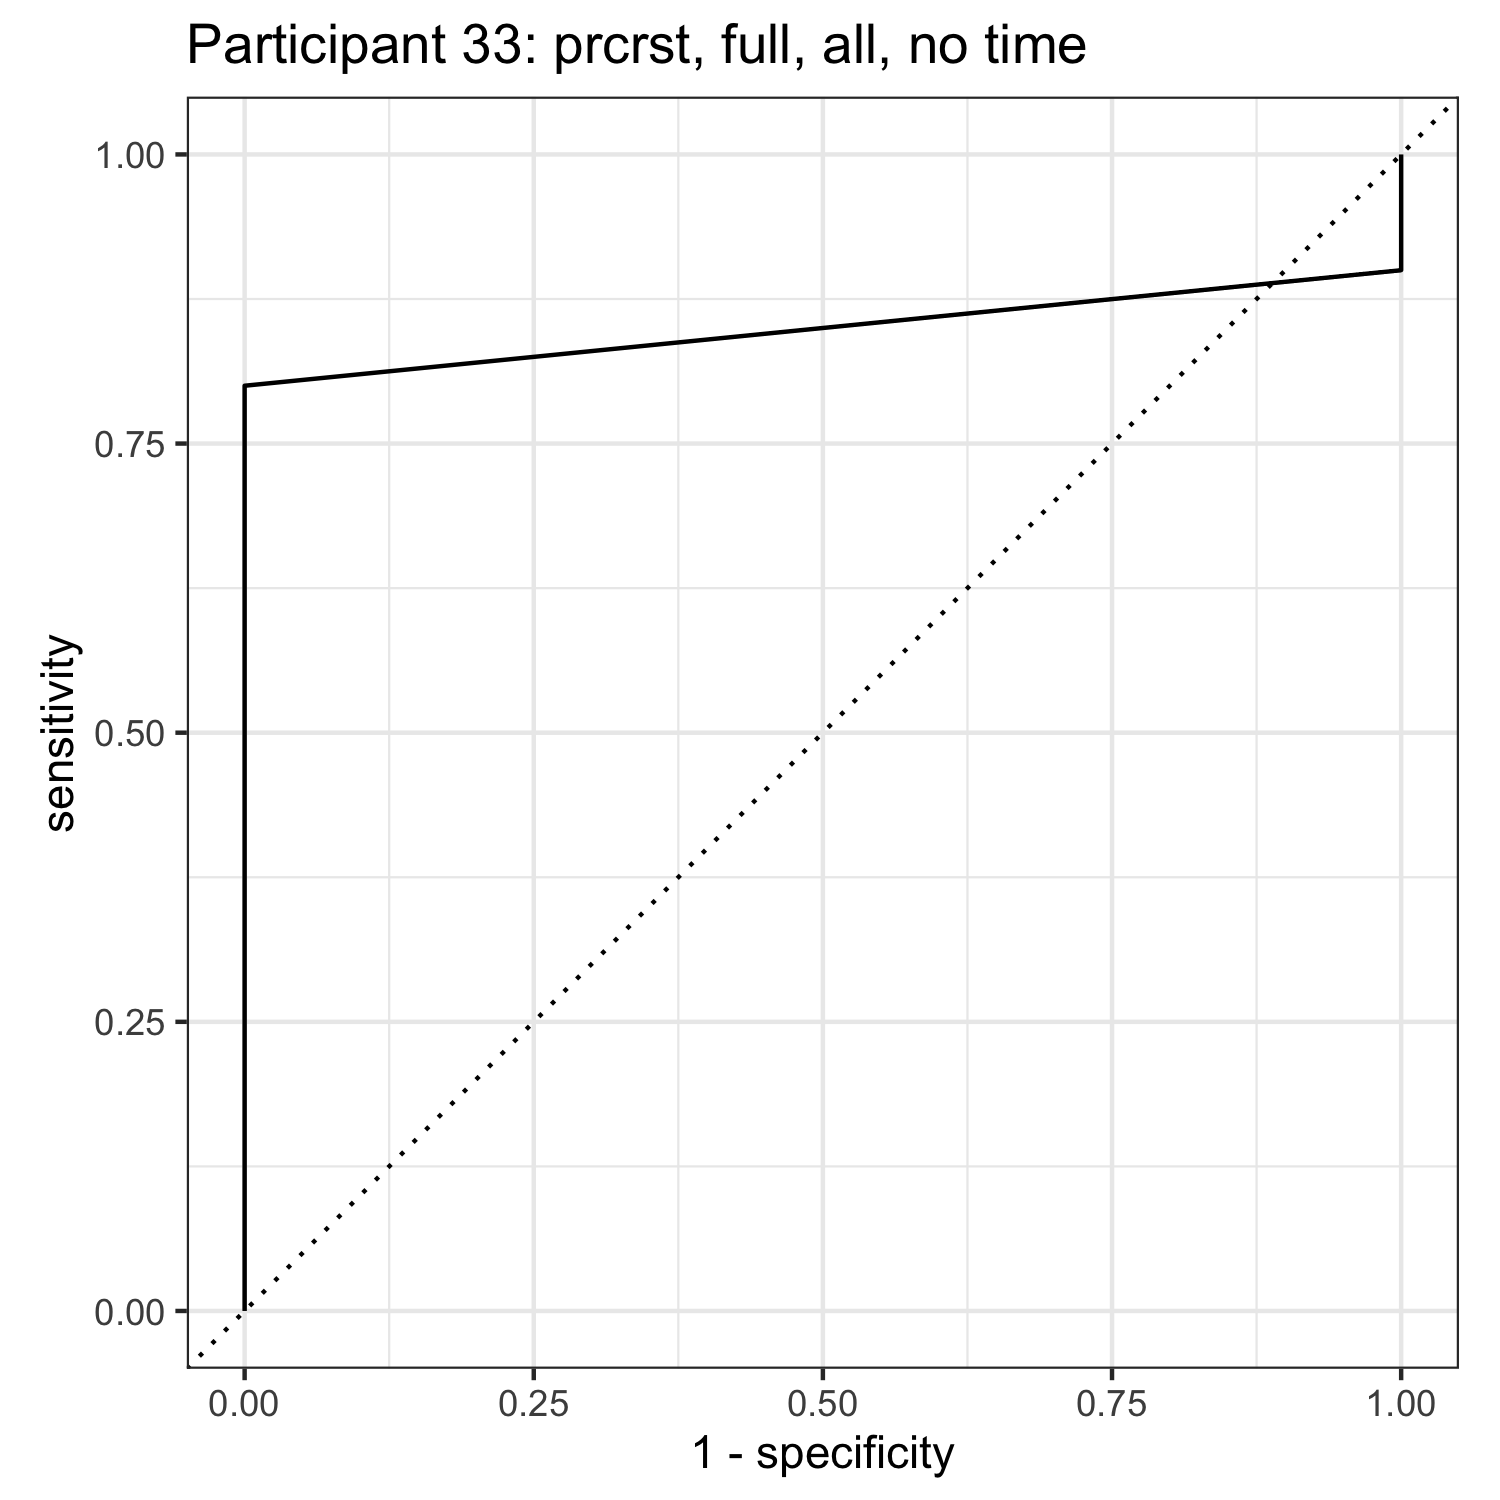 Participant 33: prcrst, full, all, no time
1.00
0.75
0.50
0.25
0.00
sensitivity
0.00 0.25 0.50 0.75 1.00
1 - specificity